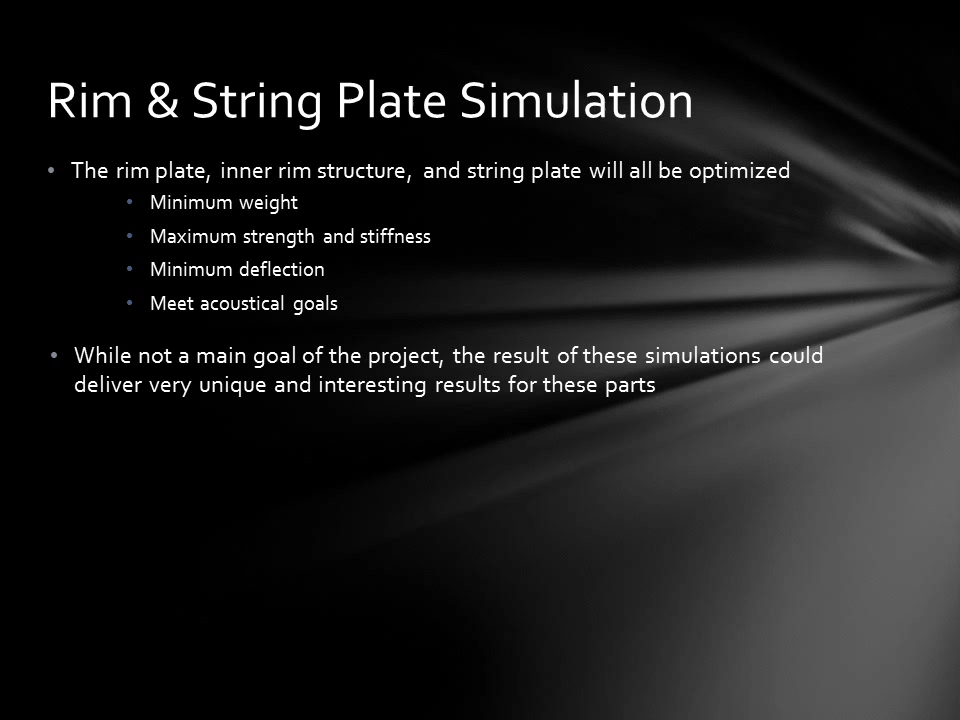 Rim & String Plate Simulation
• The rim plate, inner rim structure, and string plate will all be optimized
• Minimum weight
• Maximum strength and stiffness
• Minimum deflection
• Meet acoustical goals
• While not a main goal of the project, the result of these simulations could
deliver very unique and interesting results for these parts